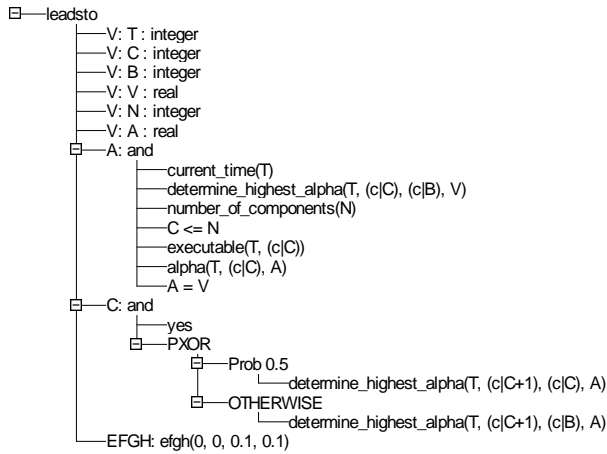 leadsto
V: T : integer
V: C : integer
V: B : integer
V: V : real
V: N : integer
V: A : real
A: and
current_time(T)
determine_highest_alpha(T, (c|C), (c|B), V)
number_of_components(N)
C <= N
executable(T, (c|C))
alpha(T, (c|C), A)
A = V
C: and
yes
PXOR
Prob 0.5
determine_highest_alpha(T, (c|C+1), (c|C), A)
OTHERWISE
determine_highest_alpha(T, (c|C+1), (c|B), A)
EFGH: efgh(0, 0, 0.1, 0.1)